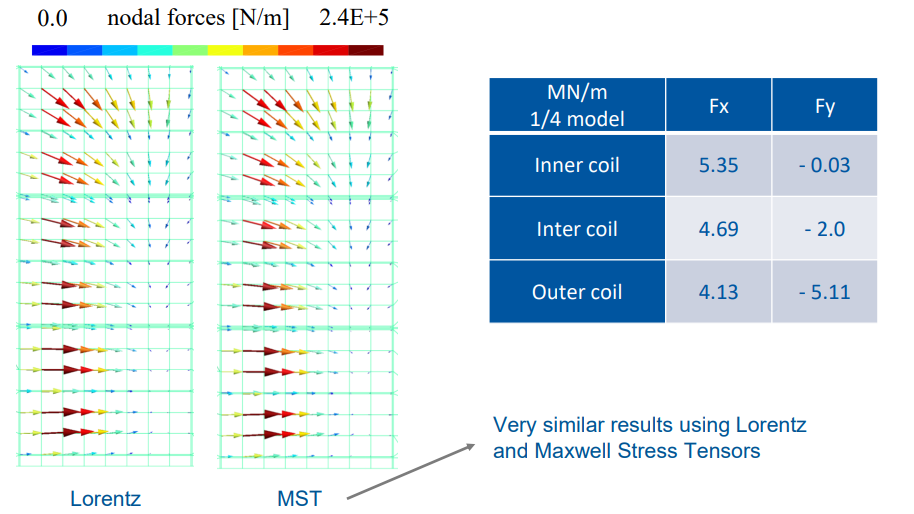 0.0 nodal forces [N/m] 2.4E+5
MN/m
1/4 model
Fx
Fy
Inner coil
5.35
- 0.03
Inter coil
4.69
- 2.0
Outer coil
4.13
- 5.11
Very similar results using Lorentz
and Maxwell Stress Tensors
Lorentz
MST